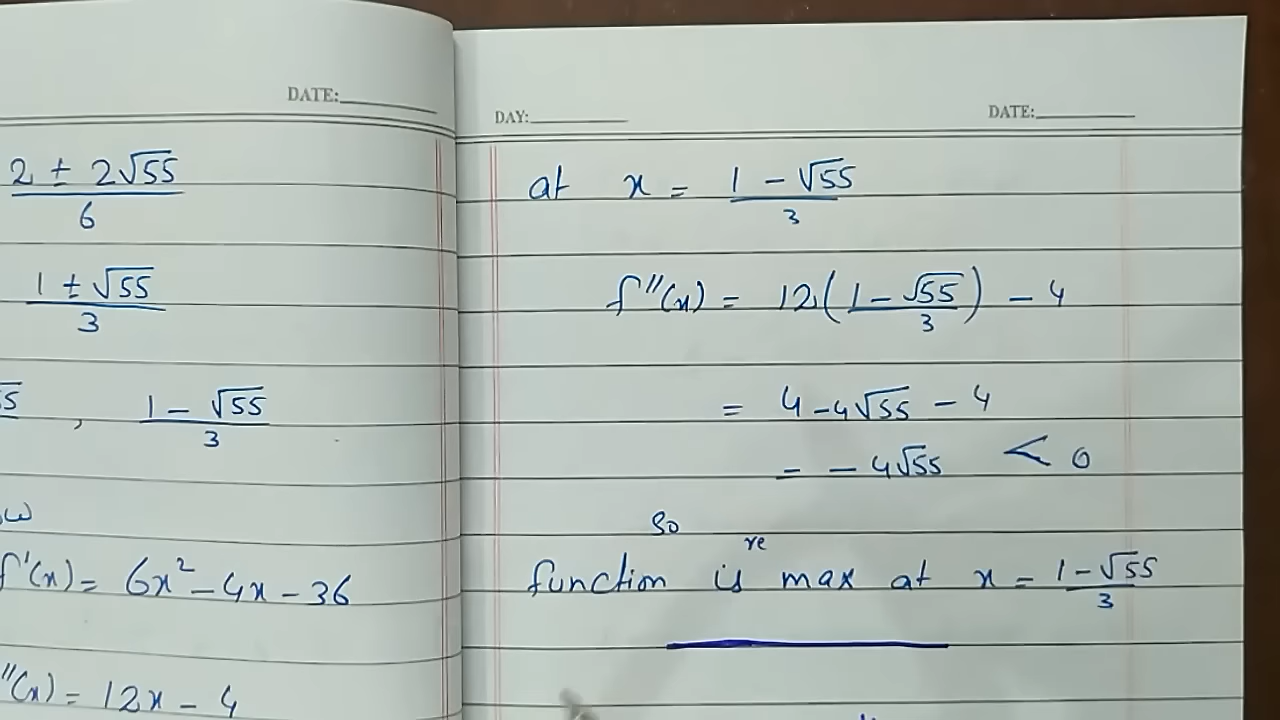 DATE:
2 ± 2√55
6
1 ± √55
3
, 1 - √55
3
f'(x) = 6x² - 4x - 36
"(x) = 12x - 4
DAY: DATE:
at x = 1 - √55
3
f''(x) = 12(1 - √55) - 4
3
= 4 - 4√55 - 4
= - 4√55 < 0
So
re
function is max at x = 1 - √55
3